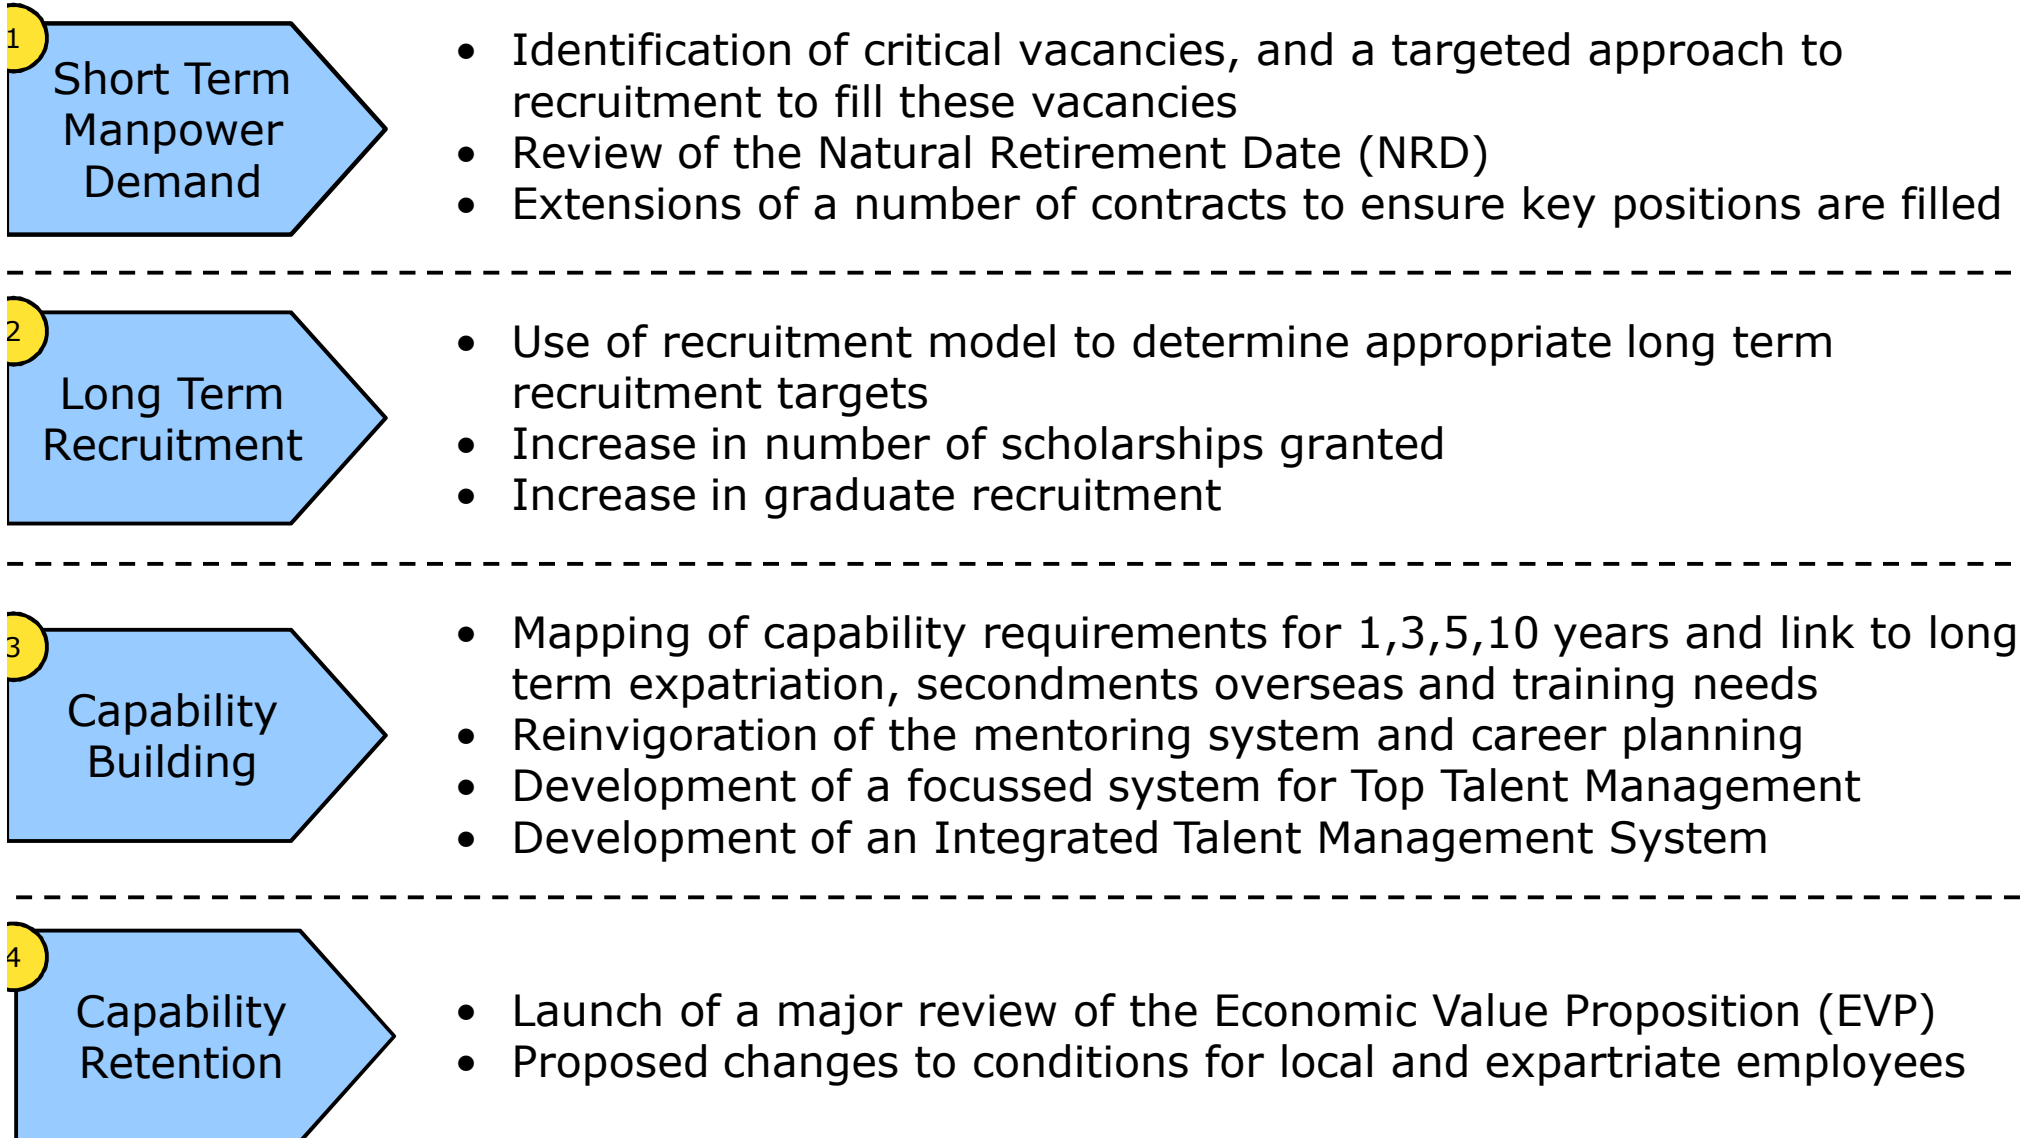 1
Short Term
Manpower
Demand
• Identification of critical vacancies, and a targeted approach to
recruitment to fill these vacancies
• Review of the Natural Retirement Date (NRD)
• Extensions of a number of contracts to ensure key positions are filled
2
Long Term
Recruitment
• Use of recruitment model to determine appropriate long term
recruitment targets
• Increase in number of scholarships granted
• Increase in graduate recruitment
3
Capability
Building
• Mapping of capability requirements for 1,3,5,10 years and link to long
term expatriation, secondments overseas and training needs
• Reinvigoration of the mentoring system and career planning
• Development of a focussed system for Top Talent Management
• Development of an Integrated Talent Management System
4
Capability
Retention
• Launch of a major review of the Economic Value Proposition (EVP)
• Proposed changes to conditions for local and expartriate employees